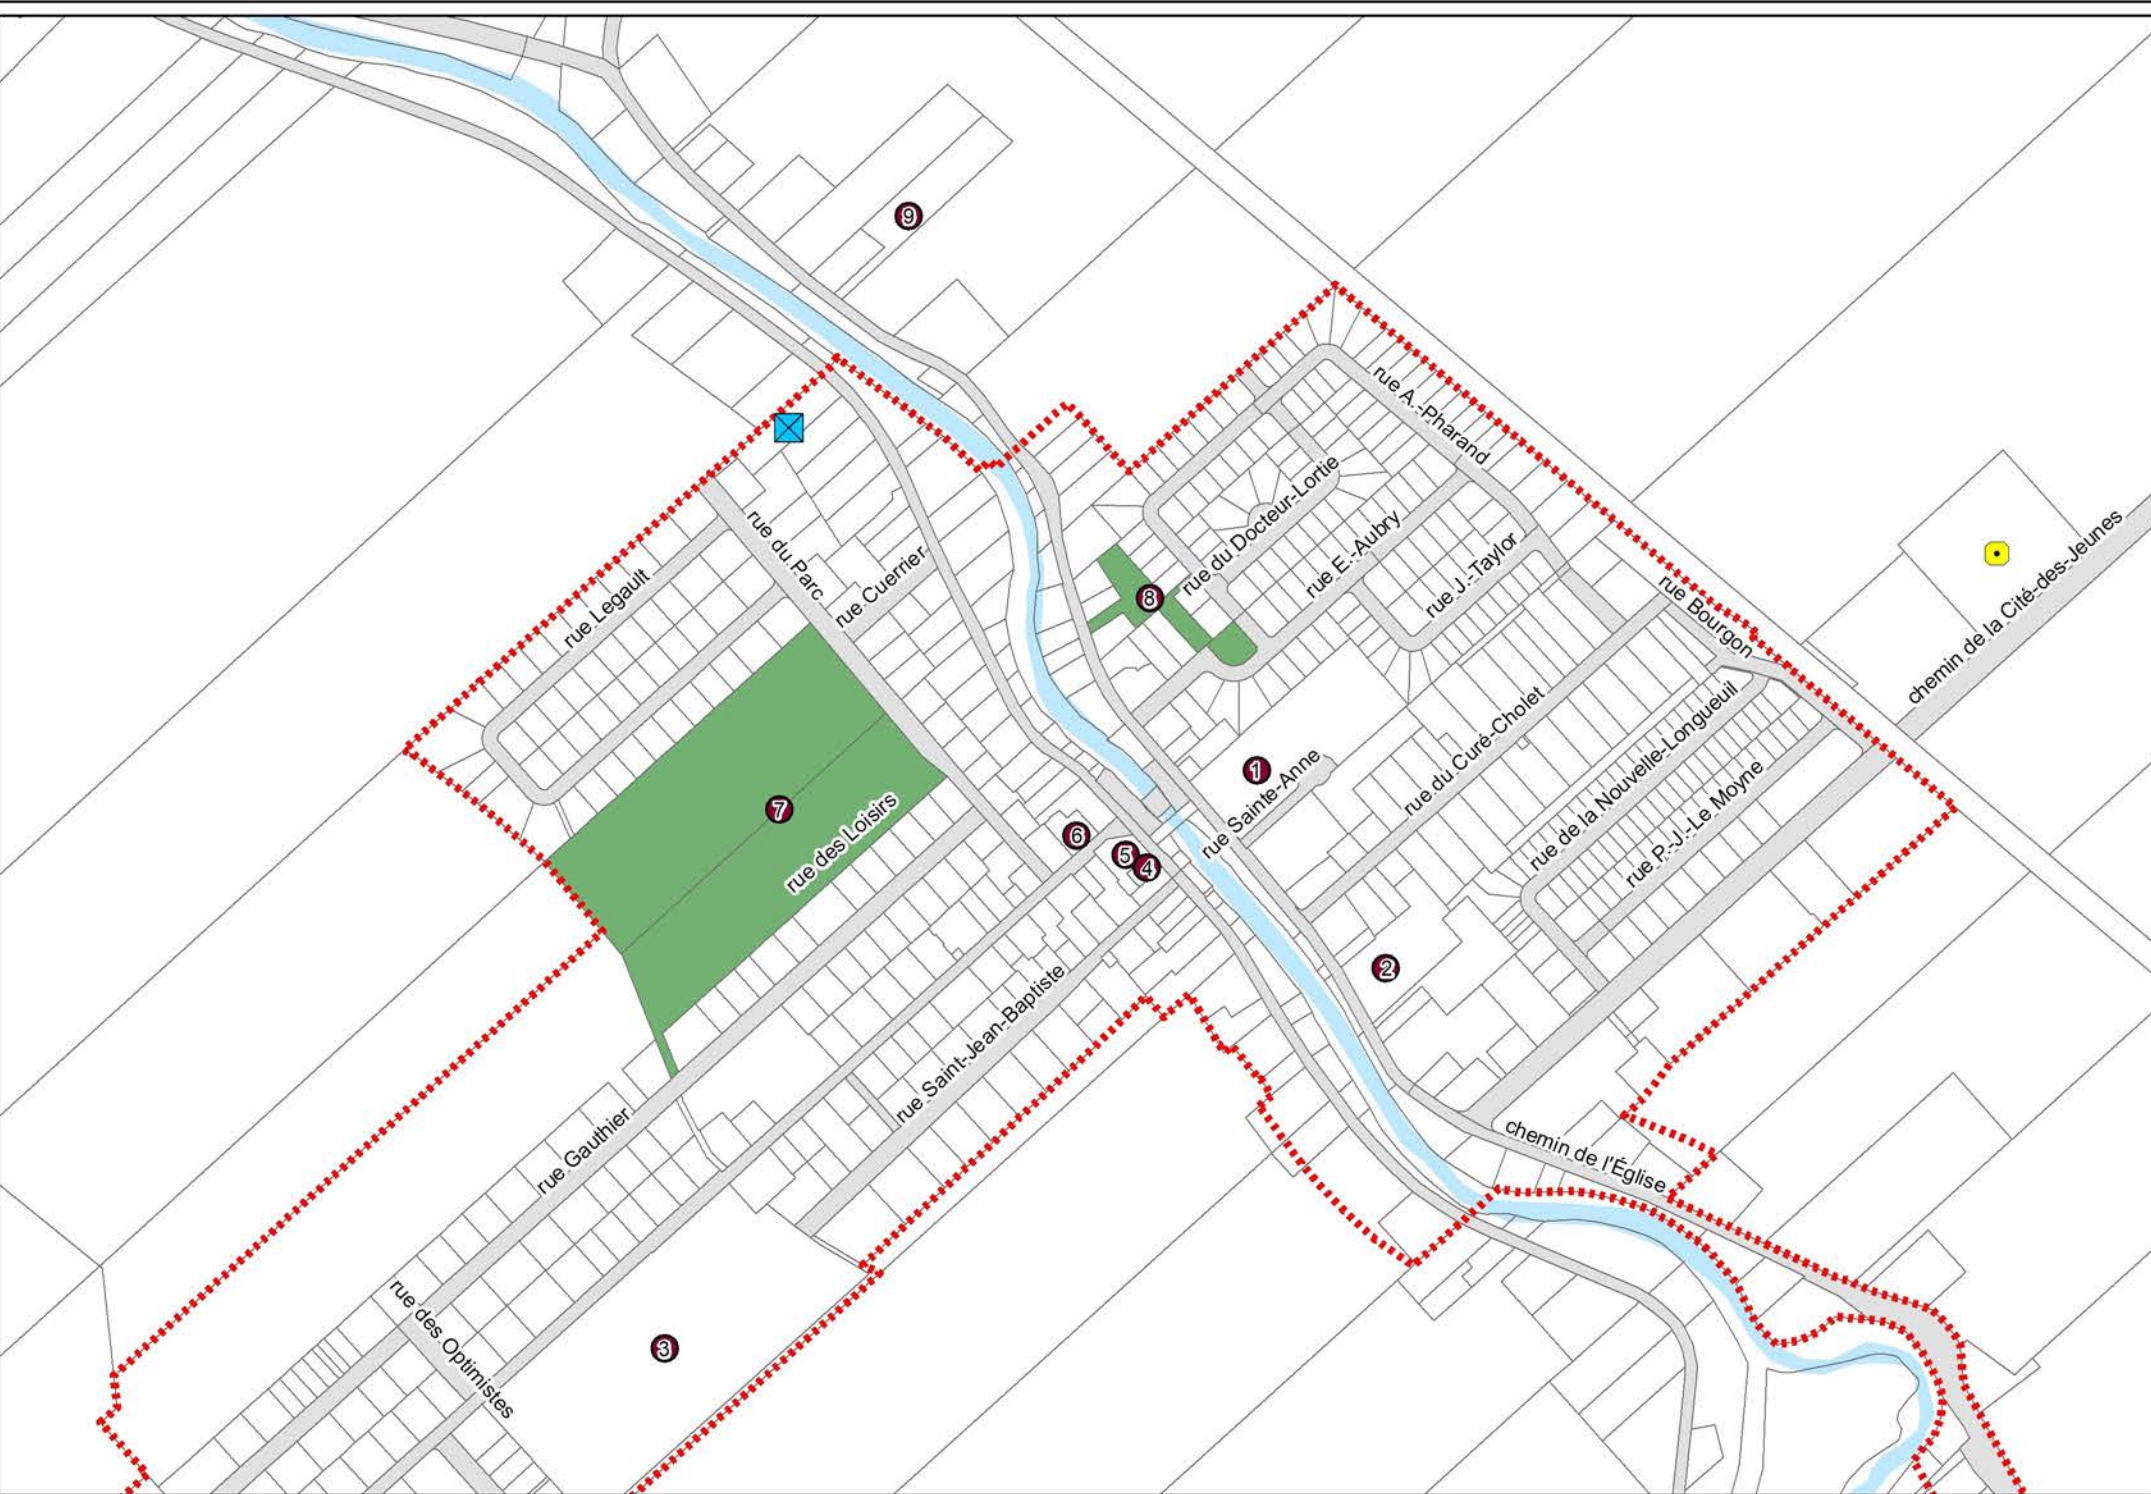 9
rue A.-Pharand
rue du Docteur-Lortie
rue E.-Aubry
rue J.-Taylor
rue du Parc
rue Cuerrier
rue Legault
8
rue Bourgon
chemin de la Cité-des-Jeunes
rue du Curé-Cholet
rue de la Nouvelle-Longueuil
rue P.-J.-Le Moyne
1
rue Sainte-Anne
7
rue des Loisirs
6
5
4
2
rue Saint-Jean-Baptiste
rue Gauthier
chemin de l'Église
rue des Optimistes
3